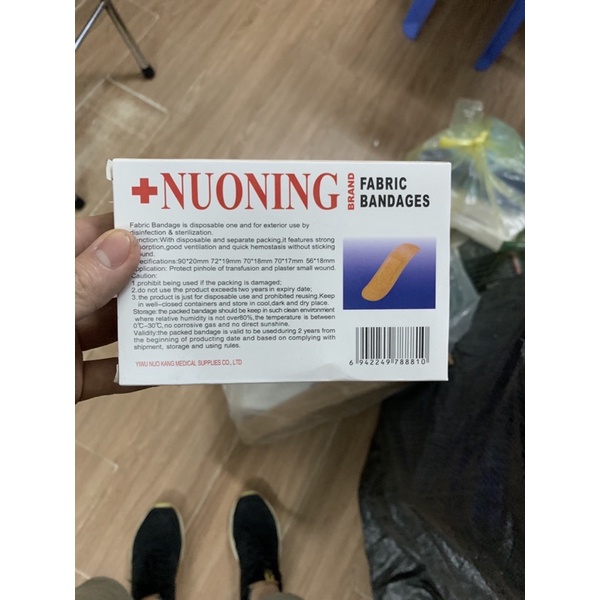 NUONING
BRAND
FABRIC
BANDAGES
Fabric Bandage is disposable one and for exterior use by
disinfection & sterilization.
Function:With disposable and separate packing,it features strong
absorption,good ventilation and quick hemostasis without sticking
wound.
Specifications:90*20mm 72*19mm 70*18mm 70*17mm 56*18mm
Application: Protect pinhole of transfusion and plaster small wound.
Caution:
1.prohibit being used if the packing is damaged;
2.do not use the product exceeds two years in expiry date;
3.the product is just for disposable use and prohibited reusing.Keep
in well–closed containers and store in cool,dark and dry place.
Storage: the packed bandage should be keep in such clean environment
where relative humidity is not over80%,the temperature is between
0℃–30℃, no corrosive gas and no direct sunshine.
Validity:the packed bandage is valid to be usedduring 2 years from
the beginning of producting date and based on complying with
shipment, storage and using rules.
YIWU NUO KANG MEDICAL SUPPLIES CO., LTD
6 942249 788810